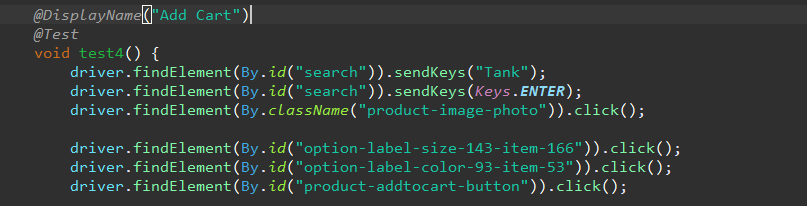 @DisplayName("Add Cart")
@Test
void test4() {
driver.findElement(By.id("search")).sendKeys("Tank");
driver.findElement(By.id("search")).sendKeys(Keys.ENTER);
driver.findElement(By.className("product-image-photo")).click();
driver.findElement(By.id("option-label-size-143-item-166")).click();
driver.findElement(By.id("option-label-color-93-item-53")).click();
driver.findElement(By.id("product-addtocart-button")).click();